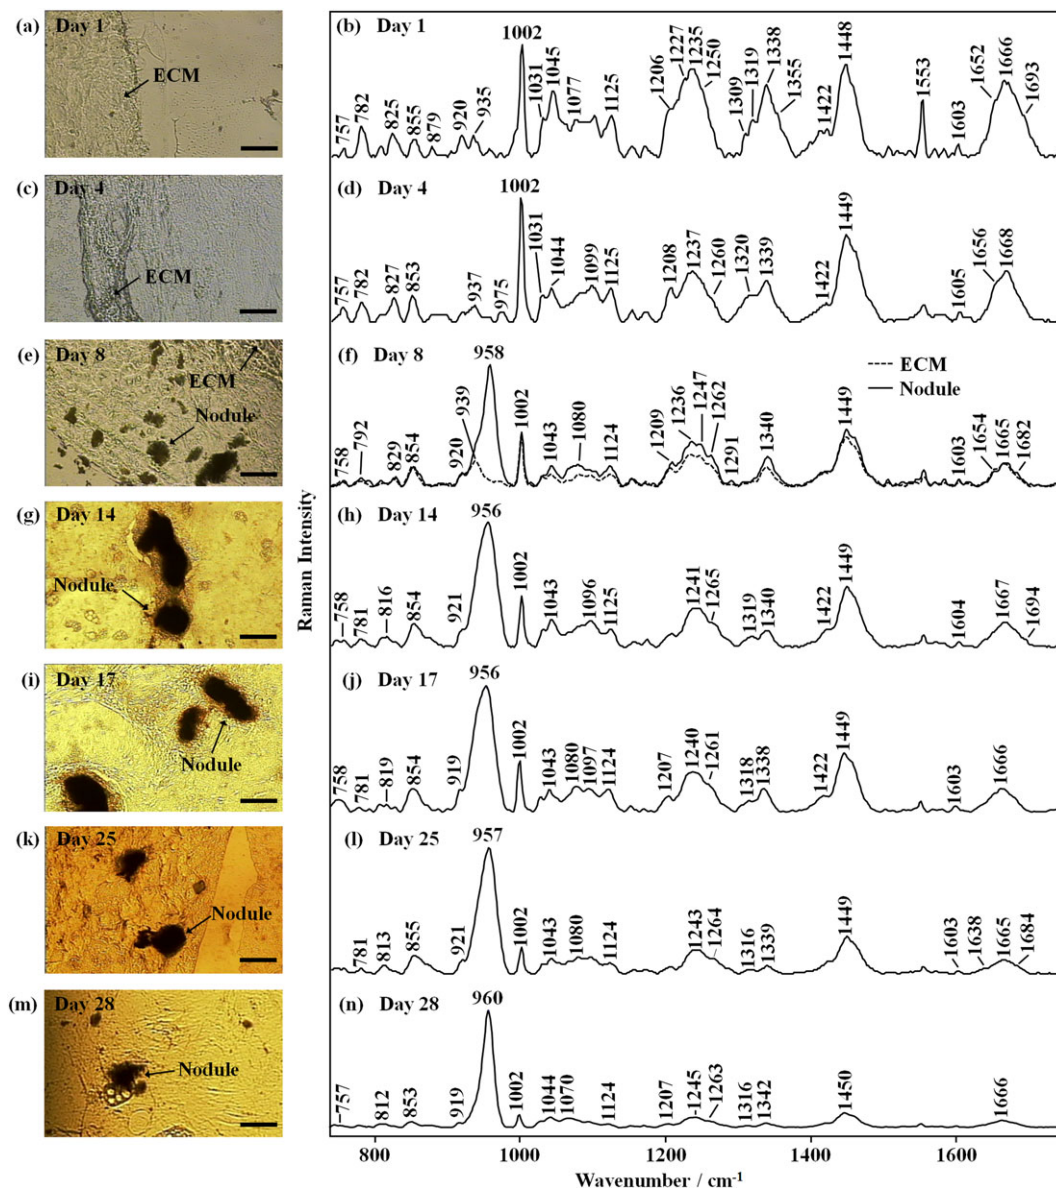 (a) Day 1
ECM
(b) Day 1
757 782 825 855 879 920 935 1002 1031 1045 1077 1125 1206 1227 1235 1250 1309 1319 1338 1355 1422 1448 1553 1603 1652 1666 1693
(c) Day 4
ECM
(d) Day 4
757 782 827 853 937 975 1002 1031 1044 1099 1125 1208 1237 1260 1320 1339 1422 1449 1605 1656 1668
(e) Day 8
ECM
Nodule
(f) Day 8
ECM
Nodule
758 792 829 854 920 939 958 1002 1043 1080 1124 1209 1236 1247 1262 1291 1340 1449 1603 1654 1665 1682
(g) Day 14
Nodule
(h) Day 14
758 781 816 854 921 956 1002 1043 1096 1125 1241 1265 1319 1340 1422 1449 1604 1667 1694
(i) Day 17
Nodule
(j) Day 17
758 781 819 854 919 956 1002 1043 1080 1097 1124 1207 1240 1261 1318 1338 1422 1449 1603 1666
(k) Day 25
Nodule
(l) Day 25
781 813 855 921 957 1002 1043 1080 1124 1243 1264 1316 1339 1449 1603 1638 1665 1684
(m) Day 28
Nodule
(n) Day 28
757 812 853 919 960 1002 1044 1070 1124 1207 1245 1263 1316 1342 1450 1666
Raman Intensity
800 1000 1200 1400 1600
Wavenumber / cm⁻¹